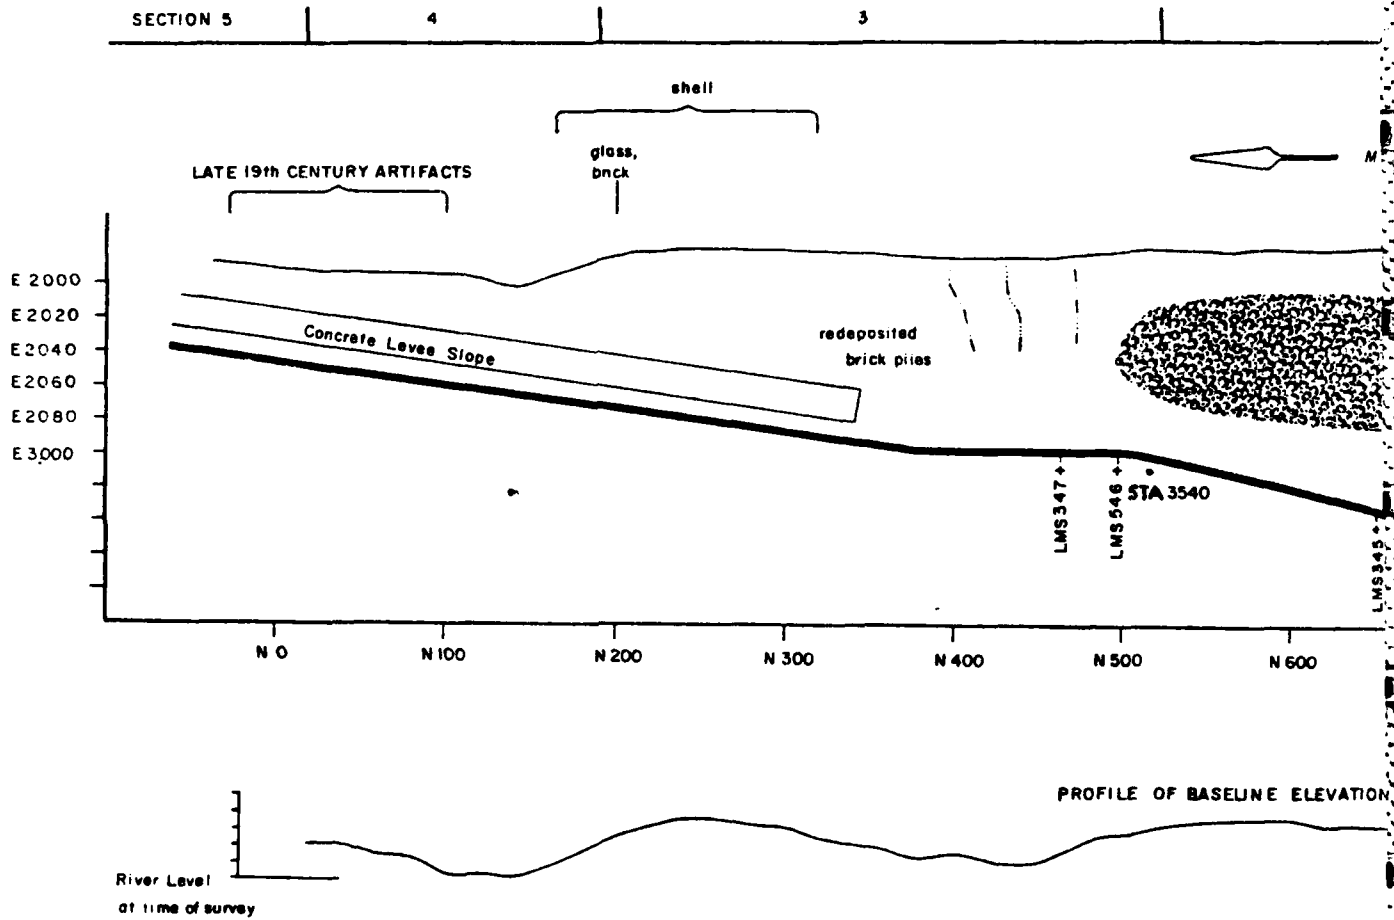 SECTION 5
4
3
shell
glass,
brick
LATE 19th CENTURY ARTIFACTS
M
E 2000
E 2020
E 2040
E 2060
E 2080
E 3000
Concrete Levee Slope
redeposited
brick piles
LMS347
LMS546
STA 3540
LMS345
N 0
N 100
N 200
N 300
N 400
N 500
N 600
PROFILE OF BASELINE ELEVATION
River Level
at time of survey